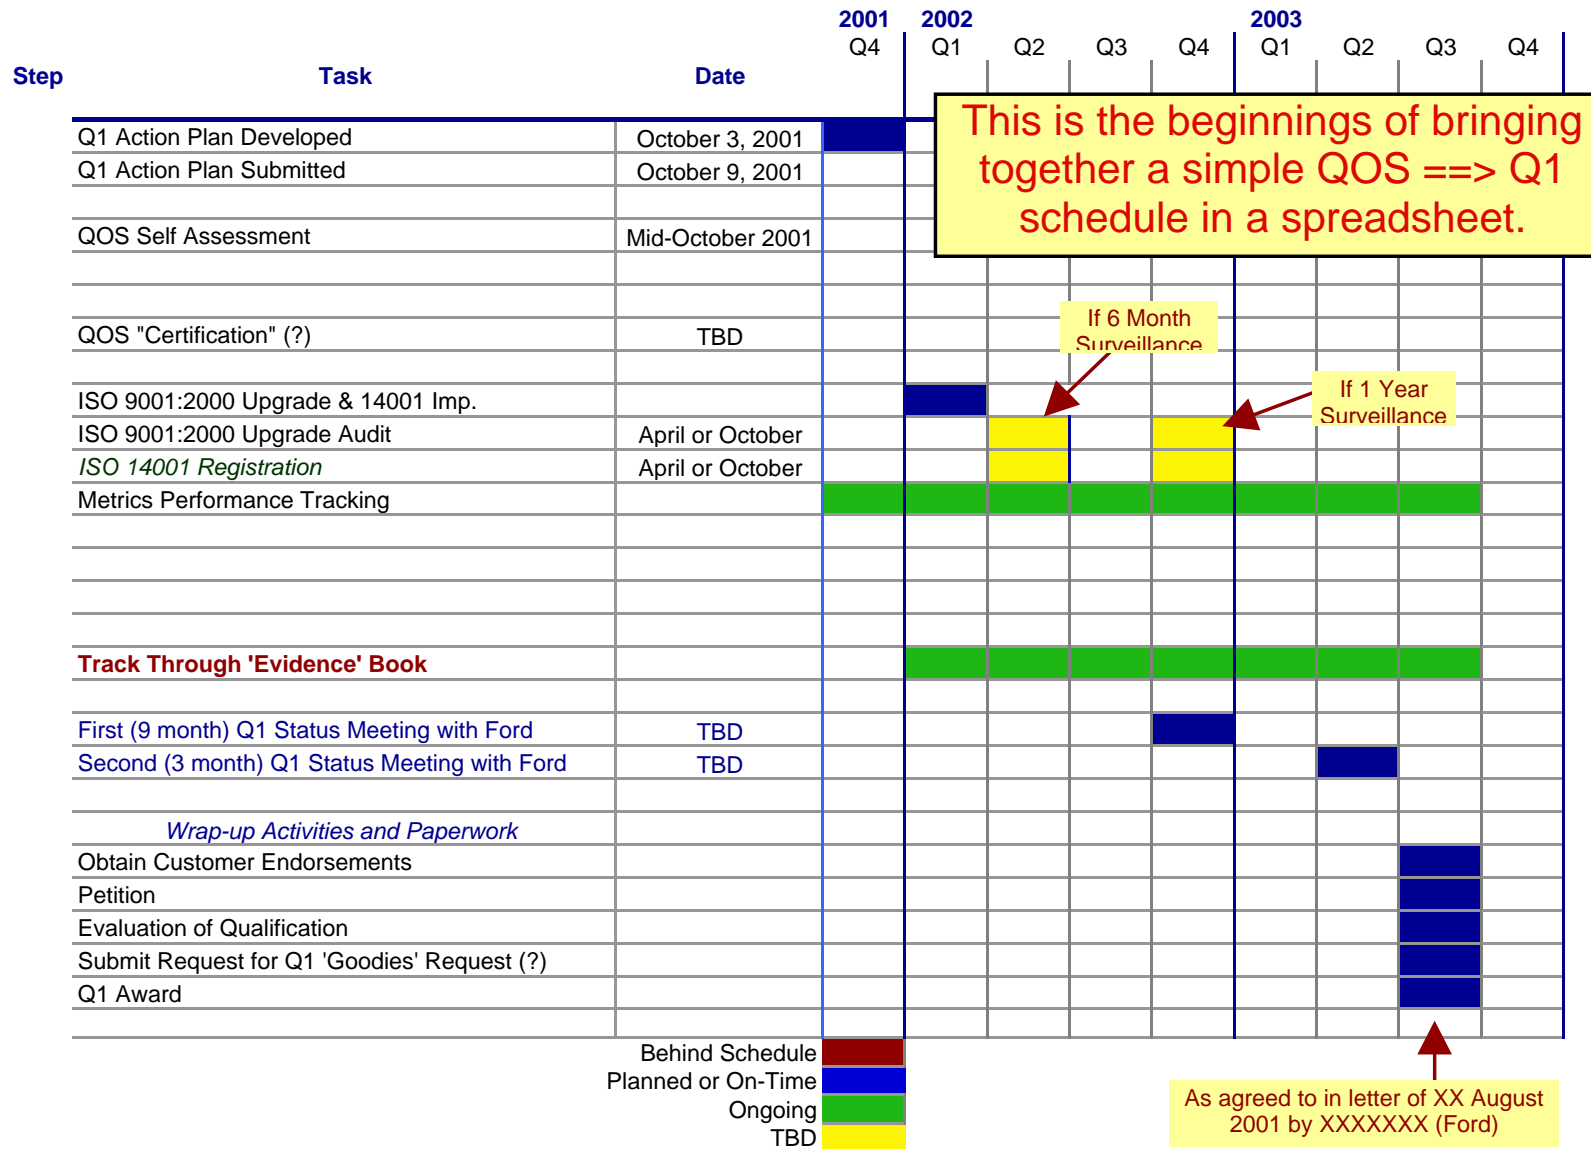 2001 2002 2003
Q4 Q1 Q2 Q3 Q4 Q1 Q2 Q3 Q4
Step Task Date
This is the beginnings of bringing
together a simple QOS ==> Q1
schedule in a spreadsheet.
Q1 Action Plan Developed October 3, 2001
Q1 Action Plan Submitted October 9, 2001
QOS Self Assessment Mid-October 2001
If 6 Month
Surveillance
QOS "Certification" (?) TBD
If 1 Year
Surveillance
ISO 9001:2000 Upgrade & 14001 Imp.
ISO 9001:2000 Upgrade Audit April or October
ISO 14001 Registration April or October
Metrics Performance Tracking
Track Through 'Evidence' Book
First (9 month) Q1 Status Meeting with Ford TBD
Second (3 month) Q1 Status Meeting with Ford TBD
Wrap-up Activities and Paperwork
Obtain Customer Endorsements
Petition
Evaluation of Qualification
Submit Request for Q1 'Goodies' Request (?)
Q1 Award
Behind Schedule
Planned or On-Time
Ongoing
TBD
As agreed to in letter of XX August
2001 by XXXXXXX (Ford)